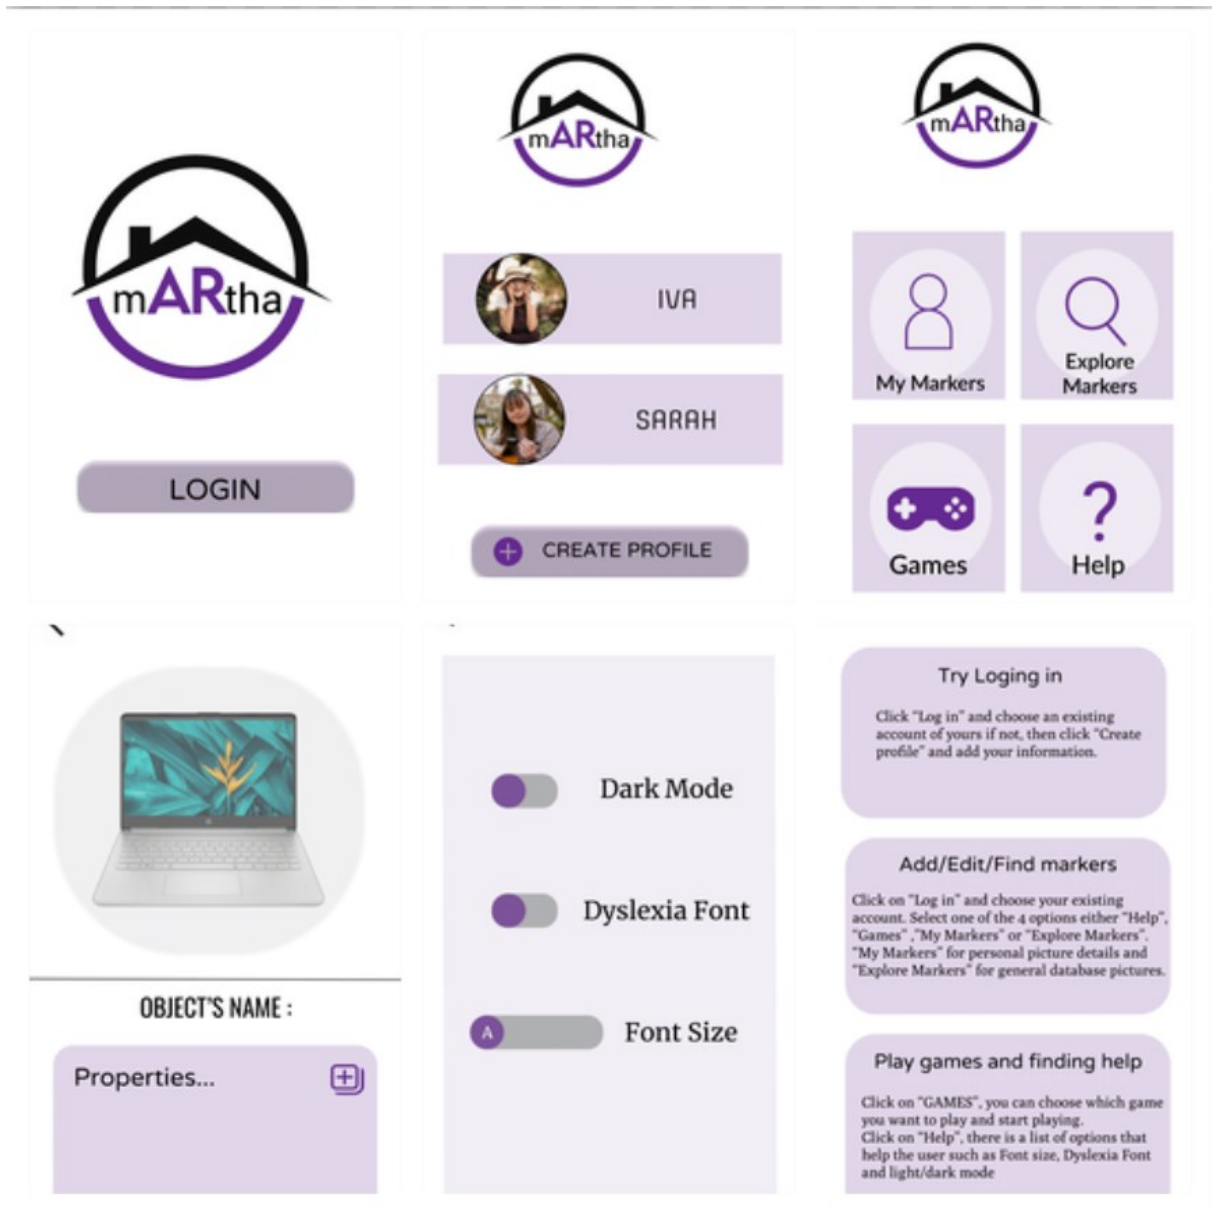 mARtha
LOGIN
mARtha
IVA
SARAH
CREATE PROFILE
mARtha
My Markers
Explore
Markers
Games
?
Help
OBJECT'S NAME :
Properties...
Dark Mode
Dyslexia Font
A
Font Size
Try Loging in
Click "Log in" and choose an existing
account of yours if not, then click "Create
profile" and add your information.
Add/Edit/Find markers
Click on "Log in" and choose your existing
account. Select one of the 4 options either "Help",
"Games" ,"My Markers" or "Explore Markers".
"My Markers" for personal picture details and
"Explore Markers" for general database pictures.
Play games and finding help
Click on "GAMES", you can choose which game
you want to play and start playing.
Click on "Help", there is a list of options that
help the user such as Font size, Dyslexia Font
and light/dark mode